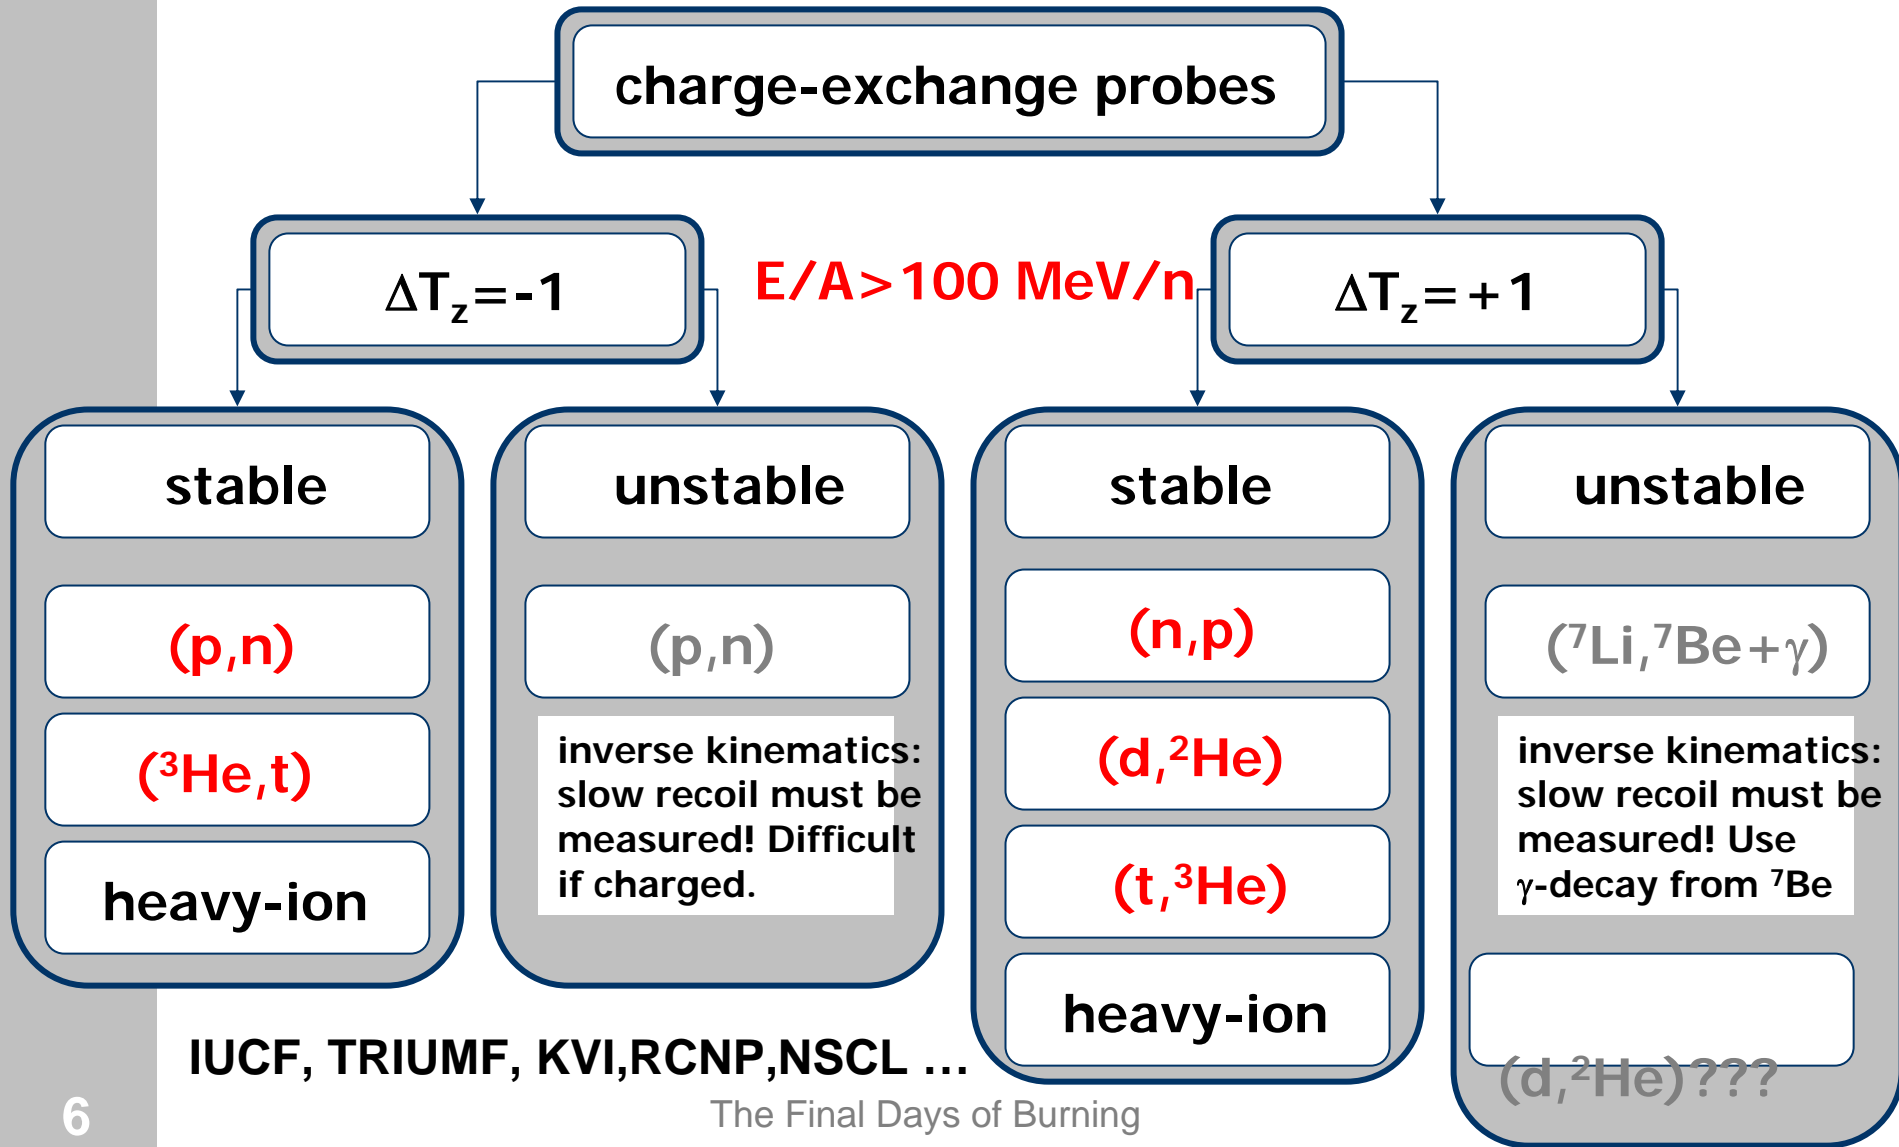 charge-exchange probes
ΔTz=-1
E/A>100 MeV/n
ΔTz=+1
stable
(p,n)
(³He,t)
heavy-ion
unstable
(p,n)
inverse kinematics:
slow recoil must be
measured! Difficult
if charged.
stable
(n,p)
(d,²He)
(t,³He)
heavy-ion
unstable
(⁷Li,⁷Be+γ)
inverse kinematics:
slow recoil must be
measured! Use
γ-decay from ⁷Be
(d,²He)???
IUCF, TRIUMF, KVI,RCNP,NSCL ...
6
The Final Days of Burning